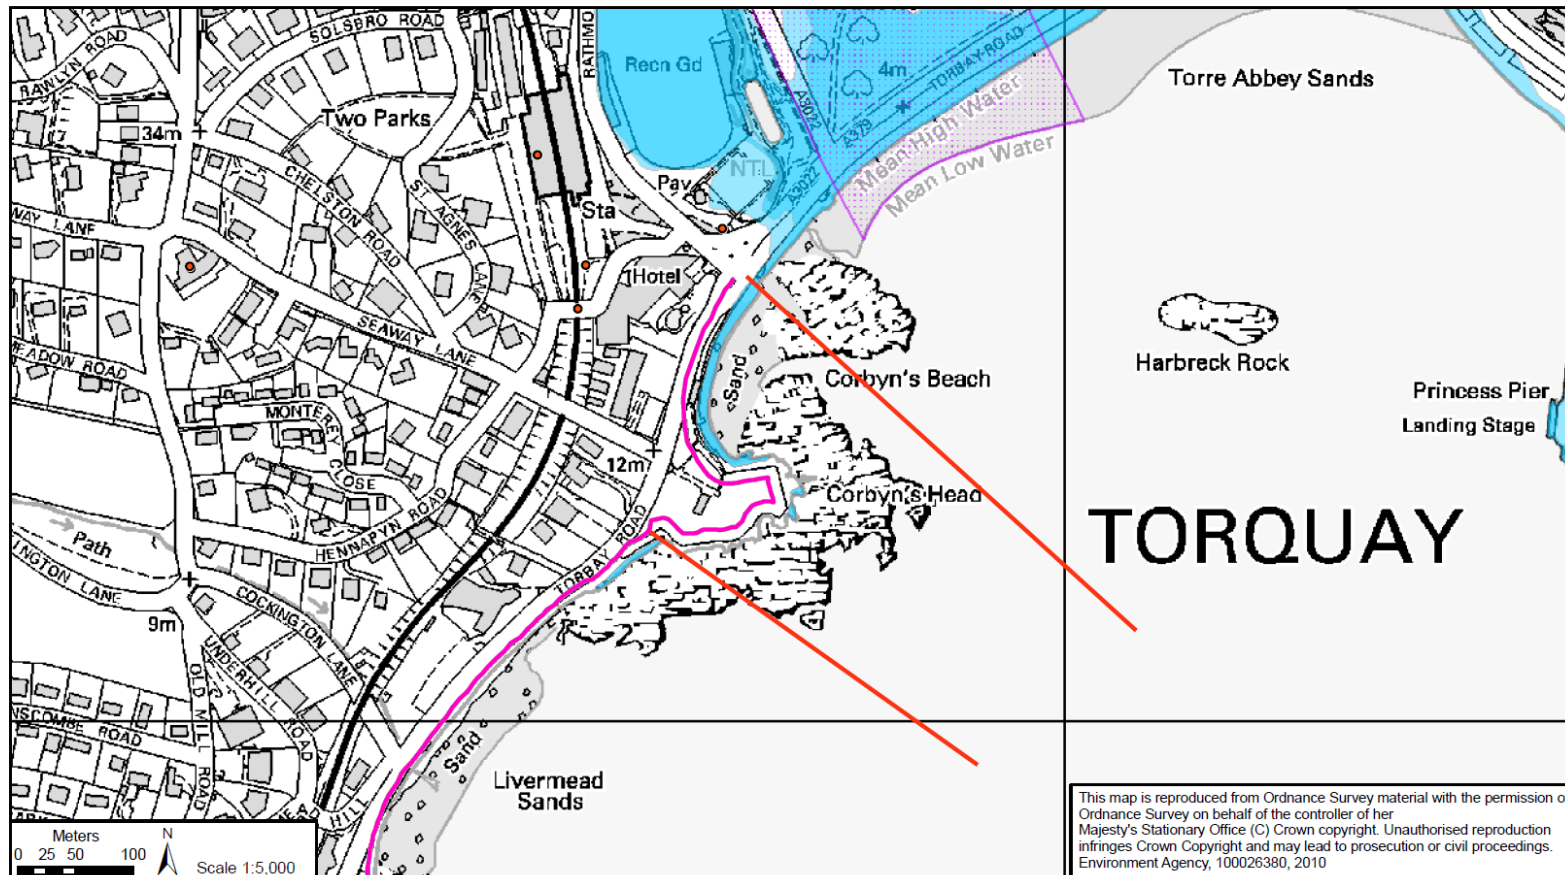 SOLSBRO ROAD
RATHMO
RAWLYN ROAD
Recn Gd
4m
TORBAY ROAD
A3022
A379
Torre Abbey Sands
Two Parks
34m
Mean High Water
Mean Low Water
NTL
A3022
Pav
CHELSTON ROAD
ST AGNES LANE
Sta
WAY LANE
Hotel
SEAWAY LANE
Harbreck Rock
EADOW ROAD
Sand
Corbyn's Beach
Princess Pier
Landing Stage
MONTEREY CLOSE
12m
Corbyn's Head
TORQUAY
HENNAPYN ROAD
Path
TORBAY ROAD
INGTON LANE
COCKINGTON LANE
9m
UNDERHILL ROAD
OLD MILL ROAD
NSCOMBE ROAD
Sand
Livermead
Sands
HILL
Meters
0 25 50 100
N
Scale 1:5,000
This map is reproduced from Ordnance Survey material with the permission o
Ordnance Survey on behalf of the controller of her
Majesty's Stationary Office (C) Crown copyright. Unauthorised reproduction
infringes Crown Copyright and may lead to prosecution or civil proceedings.
Environment Agency, 100026380, 2010